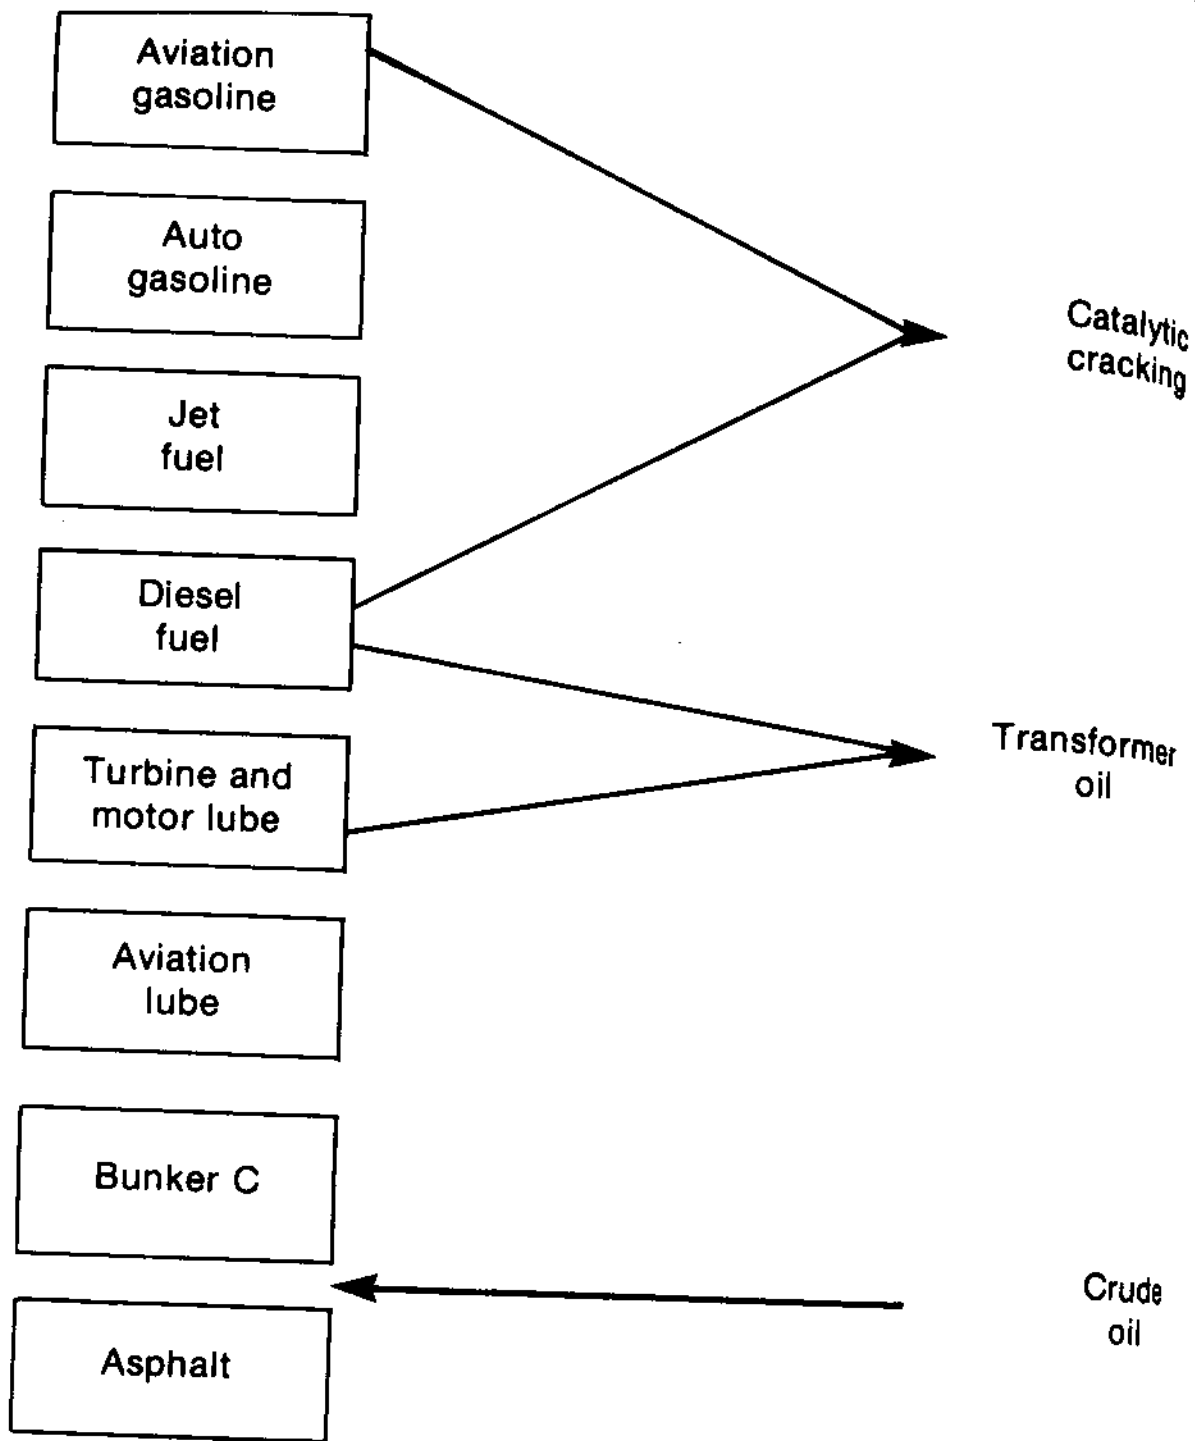 Aviation
gasoline
Auto
gasoline
Catalytic
cracking
Jet
fuel
Diesel
fuel
Turbine and
motor lube
Transformer
oil
Aviation
lube
Bunker C
Crude
oil
Asphalt